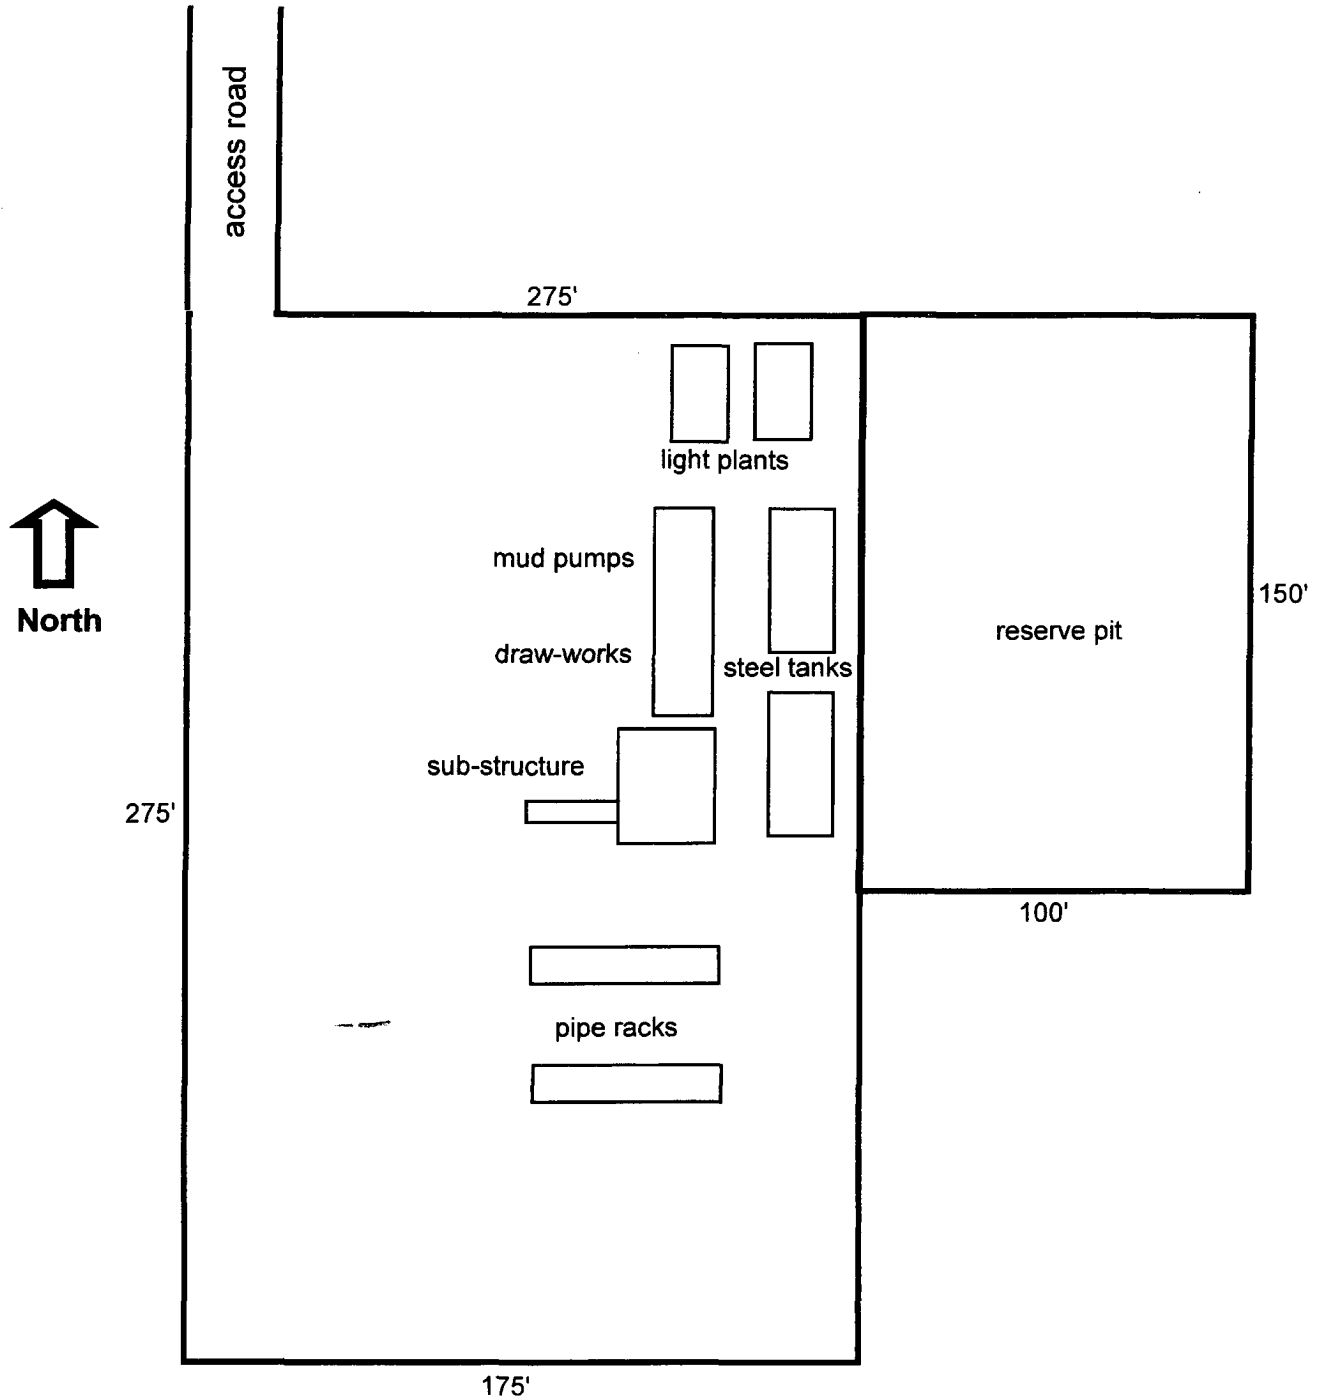 access road
275'
light plants
mud pumps
North
150'
reserve pit
draw-works
steel tanks
sub-structure
275'
100'
pipe racks
175'